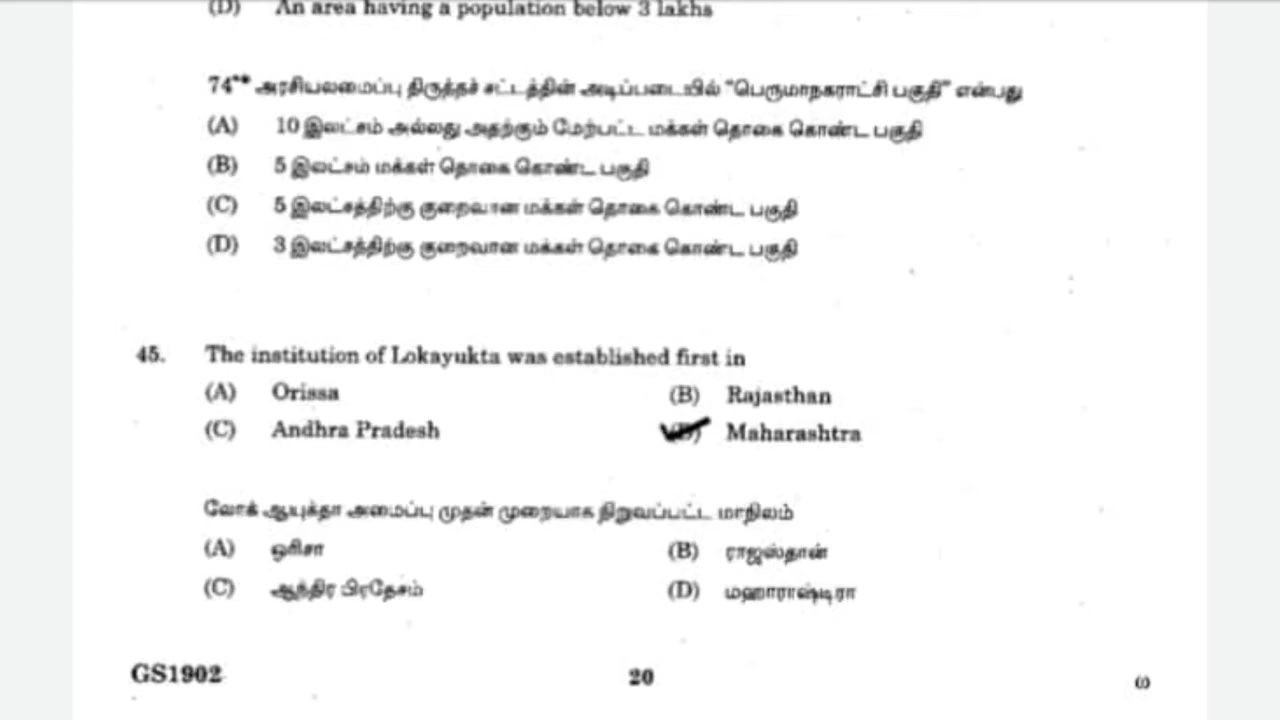 (D) An area having a population below 3 lakhs
74வது அரசியலமைப்பு திருத்தச் சட்டத்தின் அடிப்படையில் "பெருமாநகராட்சி பகுதி" என்பது
(A) 10 இலட்சம் அல்லது அதற்கும் மேற்பட்ட மக்கள் தொகை கொண்ட பகுதி
(B) 5 இலட்சம் மக்கள் தொகை கொண்ட பகுதி
(C) 5 இலட்சத்திற்கு குறைவான மக்கள் தொகை கொண்ட பகுதி
(D) 3 இலட்சத்திற்கு குறைவான மக்கள் தொகை கொண்ட பகுதி
45. The institution of Lokayukta was established first in
(A) Orissa (B) Rajasthan
(C) Andhra Pradesh (D) Maharashtra
லோக் ஆயுக்தா அமைப்பு முதன் முறையாக நிறுவப்பட்ட மாநிலம்
(A) ஒரிசா (B) ராஜஸ்தான்
(C) ஆந்திர பிரதேசம் (D) மஹாராஷ்டிரா
GS1902 20 ω